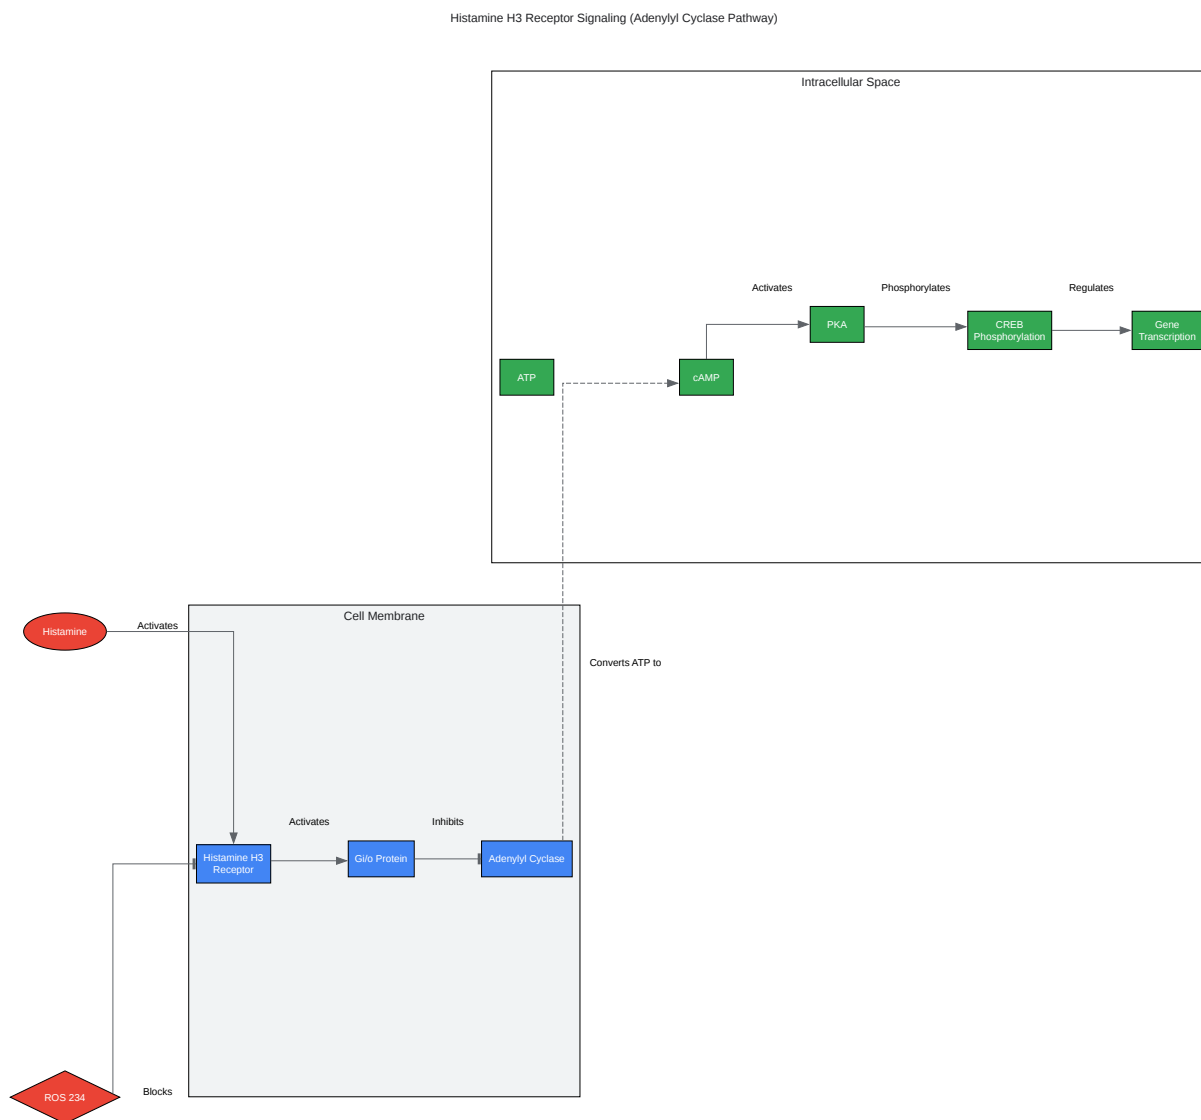 Histamine H3 Receptor Signaling (Adenylyl Cyclase Pathway)
Intracellular Space
Activates
Phosphorylates
Regulates
PKA
CREB
Phosphorylation
Gene
Transcription
ATP
cAMP
Cell Membrane
Histamine
Activates
Converts ATP to
Activates
Inhibits
Histamine H3
Receptor
Gi/o Protein
Adenylyl Cyclase
ROS 234
Blocks